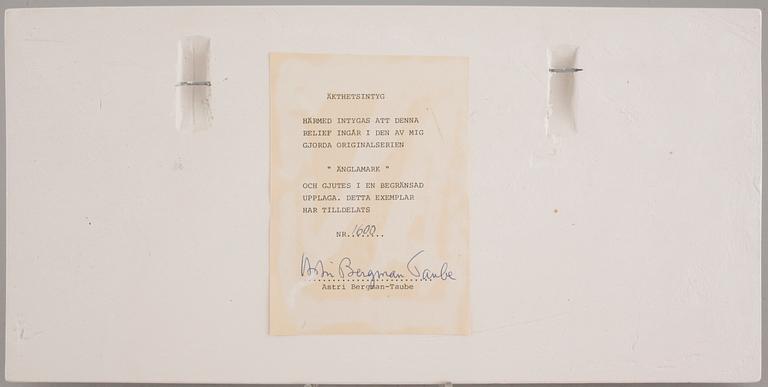 ÄKTHETSINTYG
HÄRMED INTYGAS ATT DENNA
RELIEF INGÅR I DEN AV MIG
GJORDA ORIGINALSERIEN
" ÄNGLAMARK "
OCH GJUTES I EN BEGRÄNSAD
UPPLAGA. DETTA EXEMPLAR
HAR TILLDELATS
NR. 1600
Astri Bergman Taube
Astri Bergman-Taube